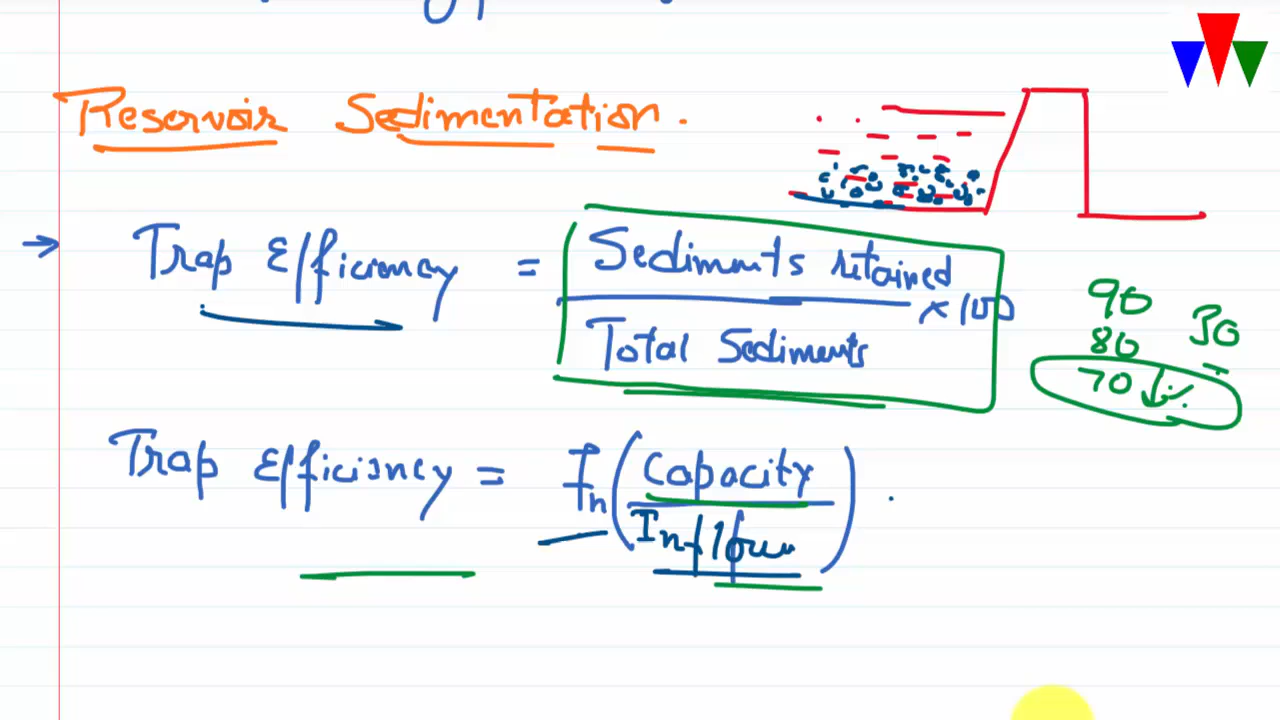 Reservoir Sedimentation.
→ Trap Efficiency = Sediments retained / Total Sediments × 100
90
80 30
70 ↓ %
Trap Efficiency = Fn (Capacity / Inflow) .